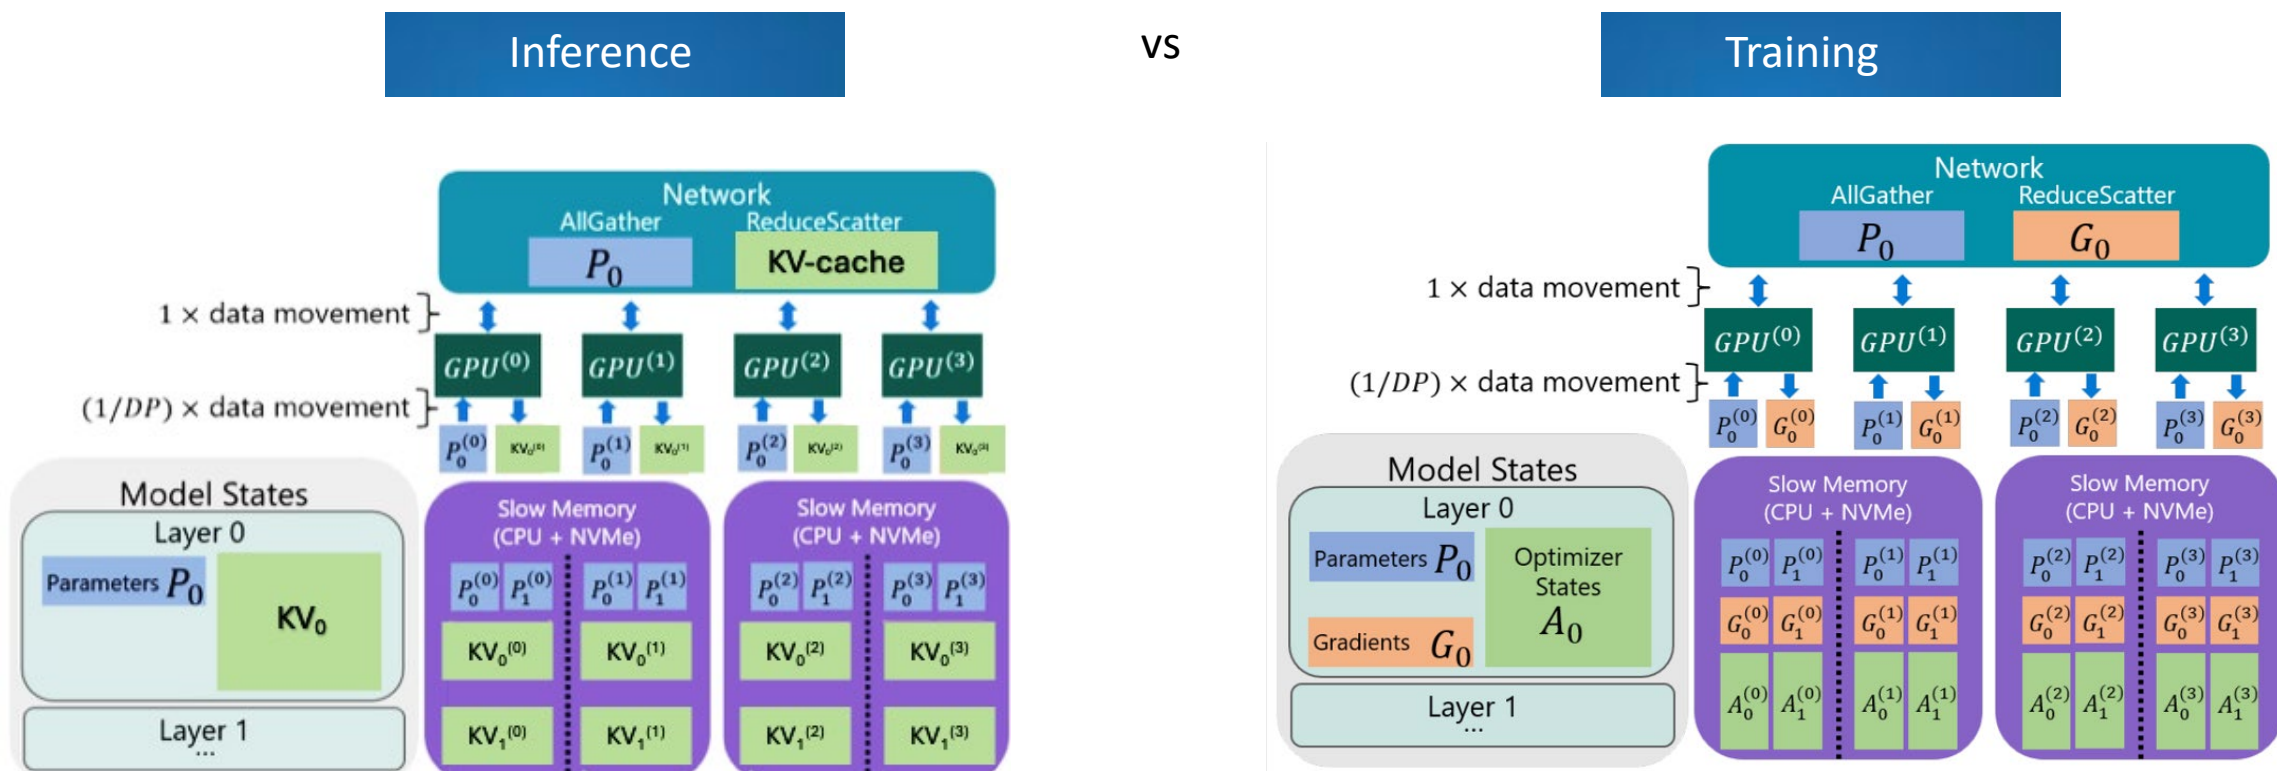 Inference
vs
Training
Network
AllGather
ReduceScatter
P₀
KV-cache
1 × data movement
GPU⁽⁰⁾
GPU⁽¹⁾
GPU⁽²⁾
GPU⁽³⁾
(1/DP) × data movement
P₀⁽⁰⁾
KV₀⁽⁰⁾
P₀⁽¹⁾
KV₀⁽¹⁾
P₀⁽²⁾
KV₀⁽²⁾
P₀⁽³⁾
KV₀⁽³⁾
Model States
Layer 0
Parameters P₀
KV₀
Layer 1
...
Slow Memory
(CPU + NVMe)
P₀⁽⁰⁾ P₁⁽⁰⁾ P₀⁽¹⁾ P₁⁽¹⁾
KV₀⁽⁰⁾ KV₀⁽¹⁾
KV₁⁽⁰⁾ KV₁⁽¹⁾
Slow Memory
(CPU + NVMe)
P₀⁽²⁾ P₁⁽²⁾ P₀⁽³⁾ P₁⁽³⁾
KV₀⁽²⁾ KV₀⁽³⁾
KV₁⁽²⁾ KV₁⁽³⁾
Network
AllGather
ReduceScatter
P₀
G₀
1 × data movement
GPU⁽⁰⁾
GPU⁽¹⁾
GPU⁽²⁾
GPU⁽³⁾
(1/DP) × data movement
P₀⁽⁰⁾
G₀⁽⁰⁾
P₀⁽¹⁾
G₀⁽¹⁾
P₀⁽²⁾
G₀⁽²⁾
P₀⁽³⁾
G₀⁽³⁾
Model States
Layer 0
Parameters P₀
Optimizer
States
A₀
Gradients G₀
Layer 1
...
Slow Memory
(CPU + NVMe)
P₀⁽⁰⁾ P₁⁽⁰⁾ P₀⁽¹⁾ P₁⁽¹⁾
G₀⁽⁰⁾ G₁⁽⁰⁾ G₀⁽¹⁾ G₁⁽¹⁾
A₀⁽⁰⁾ A₁⁽⁰⁾ A₀⁽¹⁾ A₁⁽¹⁾
Slow Memory
(CPU + NVMe)
P₀⁽²⁾ P₁⁽²⁾ P₀⁽³⁾ P₁⁽³⁾
G₀⁽²⁾ G₁⁽²⁾ G₀⁽³⁾ G₁⁽³⁾
A₀⁽²⁾ A₁⁽²⁾ A₀⁽³⁾ A₁⁽³⁾